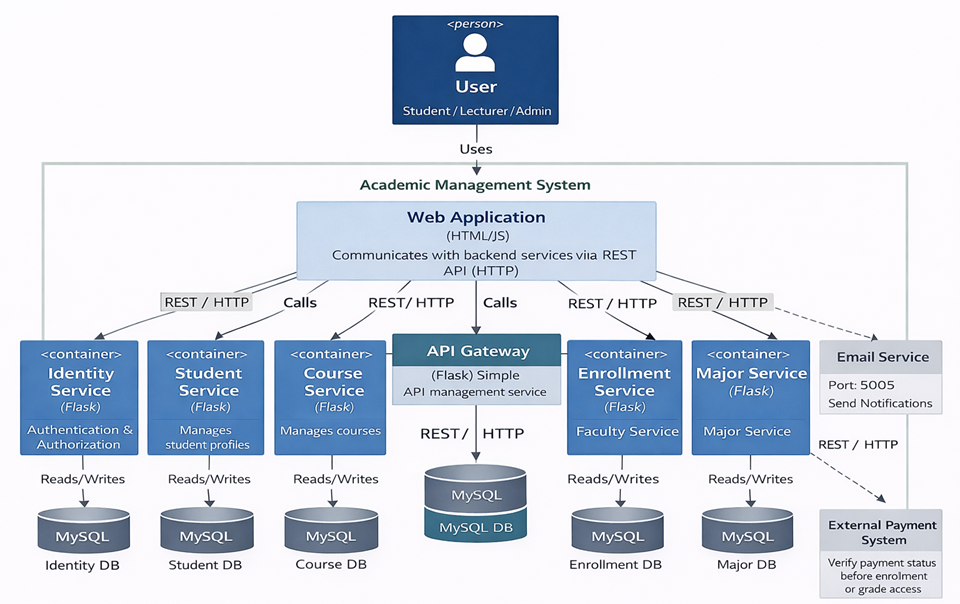 <person>
User
Student / Lecturer / Admin
Uses
Academic Management System
Web Application
(HTML/JS)
Communicates with backend services via REST
API (HTTP)
REST / HTTP
Calls
REST/ HTTP
Calls
REST / HTTP
REST / HTTP
<container>
Identity
Service
(Flask)
Authentication &
Authorization
<container>
Student
Service
(Flask)
Manages
student profiles
<container>
Course
Service
(Flask)
Manages courses
API Gateway
(Flask) Simple
API management service
<container>
Enrollment
Service
(Flask)
Faculty Service
<container>
Major Service
(Flask)
Major Service
Email Service
Port: 5005
Send Notifications
REST / HTTP
REST / HTTP
Reads/Writes
Reads/Writes
Reads/Writes
Reads/Writes
Reads/Writes
MySQL
Identity DB
MySQL
Student DB
MySQL
Course DB
MySQL
MySQL DB
MySQL
Enrollment DB
MySQL
Major DB
External Payment
System
Verify payment status
before enrollment
or grade access